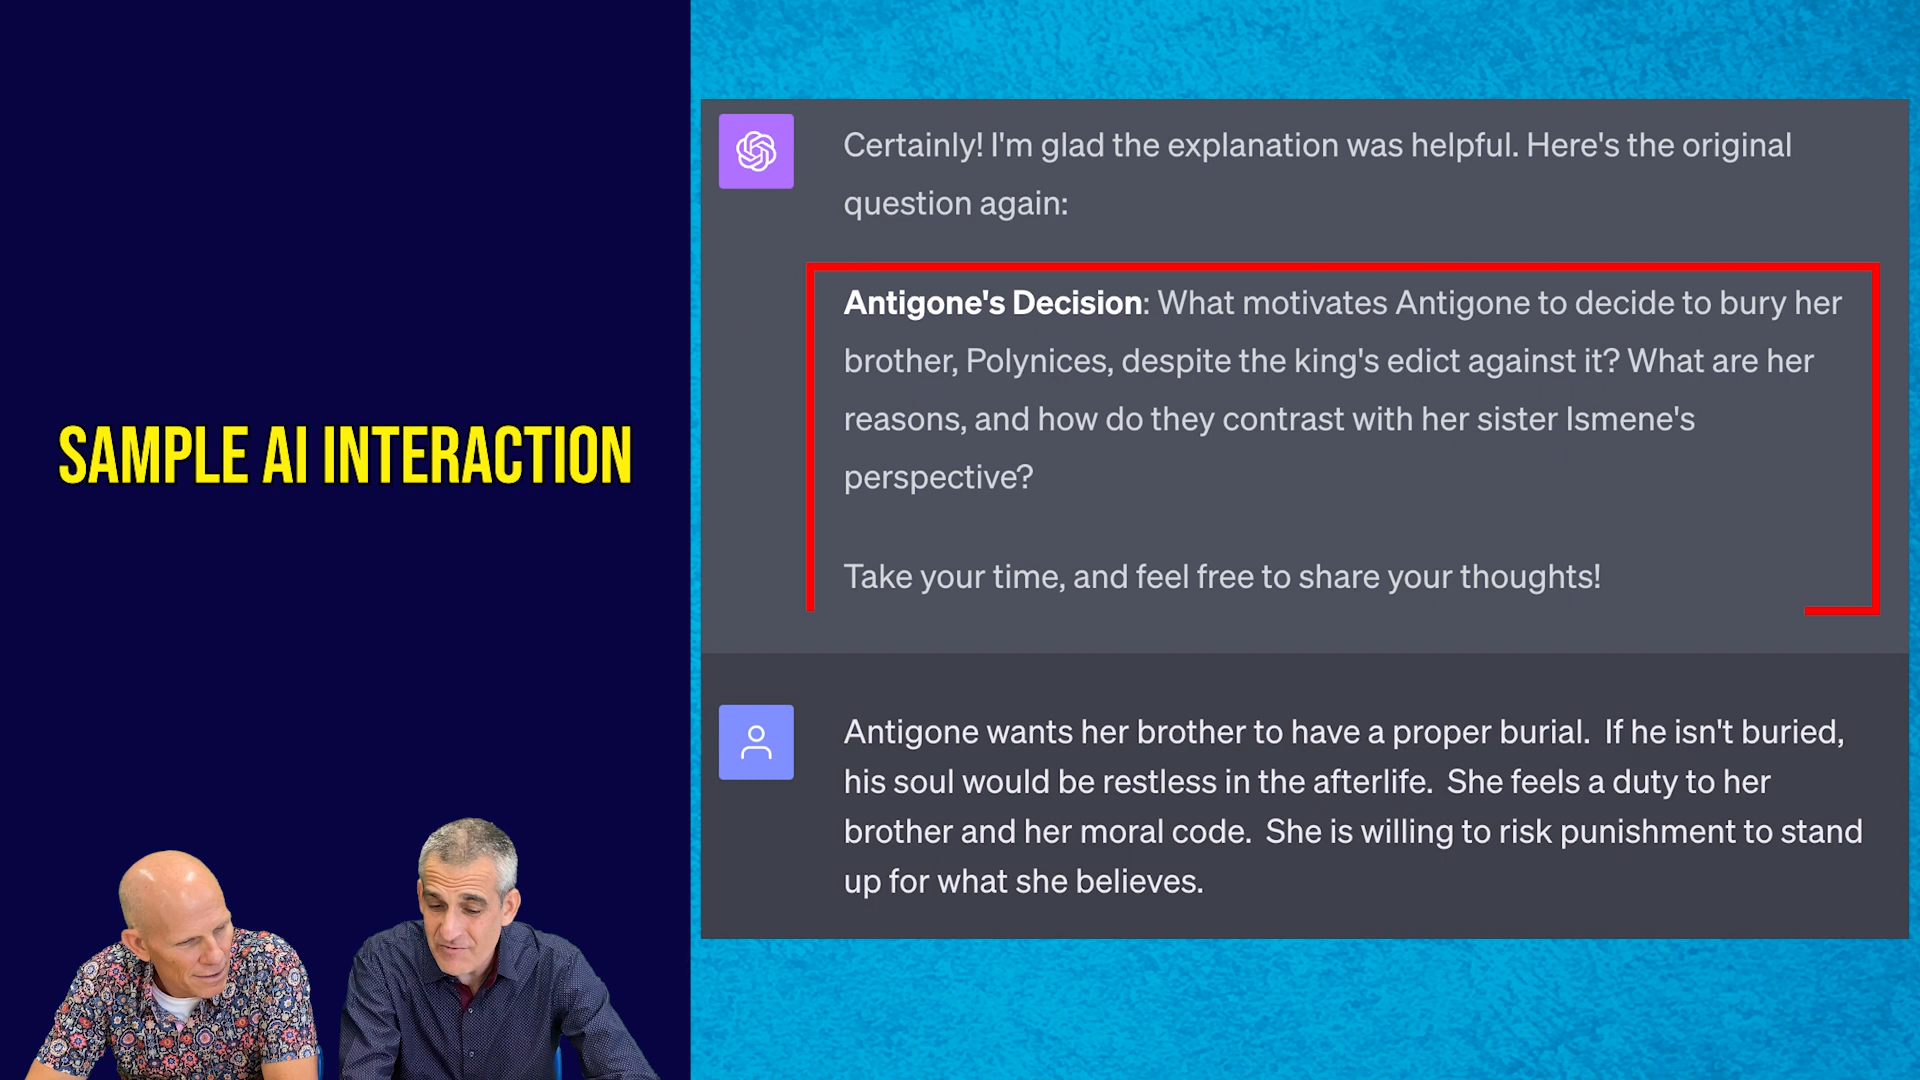 SAMPLE AI INTERACTION
Certainly! I'm glad the explanation was helpful. Here's the original
question again:
Antigone's Decision: What motivates Antigone to decide to bury her
brother, Polynices, despite the king's edict against it? What are her
reasons, and how do they contrast with her sister Ismene's
perspective?
Take your time, and feel free to share your thoughts!
Antigone wants her brother to have a proper burial.  If he isn't buried,
his soul would be restless in the afterlife.  She feels a duty to her
brother and her moral code.  She is willing to risk punishment to stand
up for what she believes.